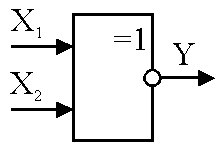 X₁
=1
Y
X₂